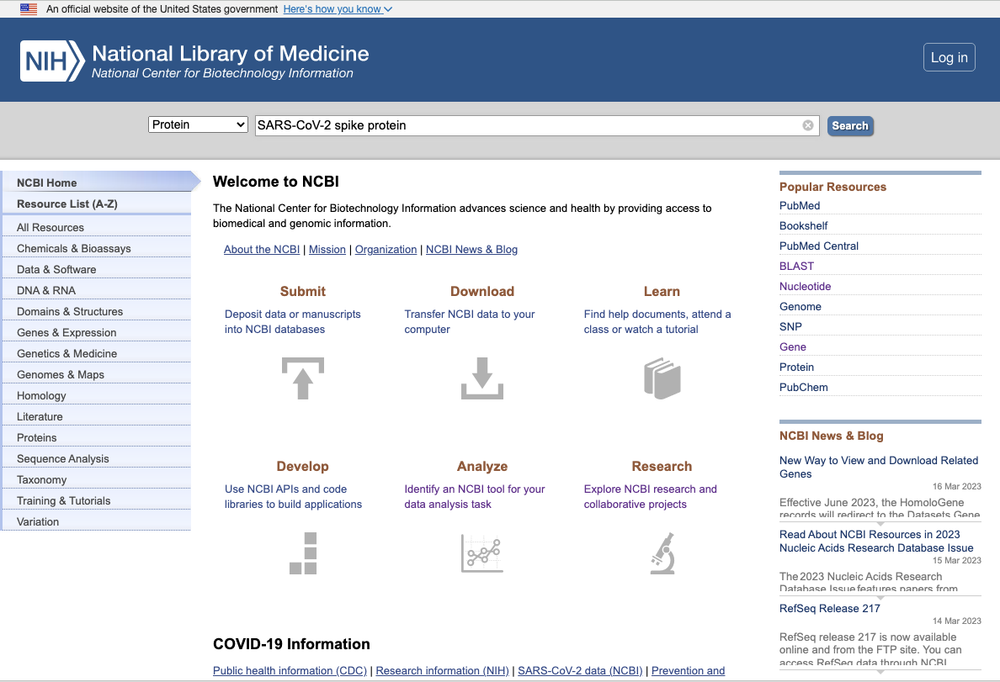 An official website of the United States government Here's how you know
NIH National Library of Medicine
National Center for Biotechnology Information
Log in
Protein SARS-CoV-2 spike protein Search
NCBI Home
Resource List (A-Z)
All Resources
Chemicals & Bioassays
Data & Software
DNA & RNA
Domains & Structures
Genes & Expression
Genetics & Medicine
Genomes & Maps
Homology
Literature
Proteins
Sequence Analysis
Taxonomy
Training & Tutorials
Variation
Welcome to NCBI
The National Center for Biotechnology Information advances science and health by providing access to
biomedical and genomic information.
About the NCBI | Mission | Organization | NCBI News & Blog
Submit
Deposit data or manuscripts
into NCBI databases
Download
Transfer NCBI data to your
computer
Learn
Find help documents, attend a
class or watch a tutorial
Develop
Use NCBI APIs and code
libraries to build applications
Analyze
Identify an NCBI tool for your
data analysis task
Research
Explore NCBI research and
collaborative projects
COVID-19 Information
Public health information (CDC) | Research information (NIH) | SARS-CoV-2 data (NCBI) | Prevention and
Popular Resources
PubMed
Bookshelf
PubMed Central
BLAST
Nucleotide
Genome
SNP
Gene
Protein
PubChem
NCBI News & Blog
New Way to View and Download Related
Genes
16 Mar 2023
Effective June 2023, the HomoloGene
records will redirect to the Datasets Gene
Read About NCBI Resources in 2023
Nucleic Acids Research Database Issue
15 Mar 2023
The 2023 Nucleic Acids Research
Database Issue features papers from
RefSeq Release 217
14 Mar 2023
RefSeq release 217 is now available
online and from the FTP site. You can
access RefSeq data through NCBI